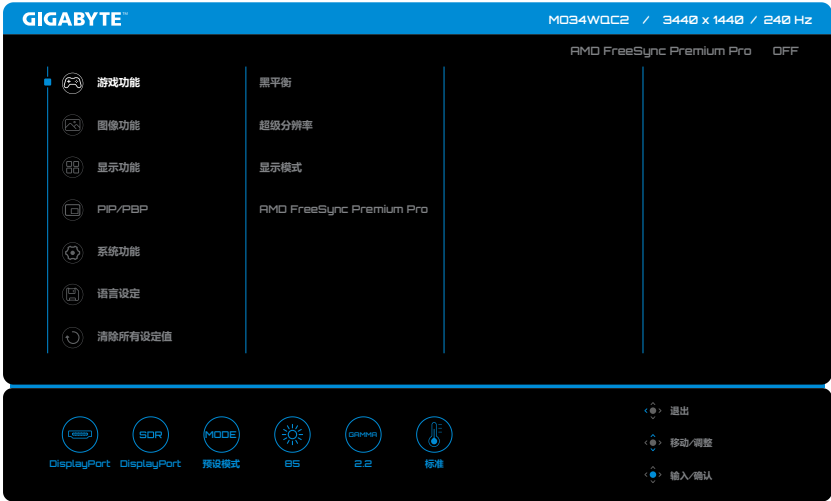 GIGABYTE™
MO34WQC2 / 3440 x 1440 / 240 Hz
AMD FreeSync Premium Pro OFF
游戏功能 黑平衡
图像功能 超级分辨率
显示功能 显示模式
PIP/PBP AMD FreeSync Premium Pro
系统功能
语言设定
清除所有设定值
退出
SDR MODE GAMMA
移动/调整
DisplayPort DisplayPort 预设模式 85 2.2 标准
输入/确认